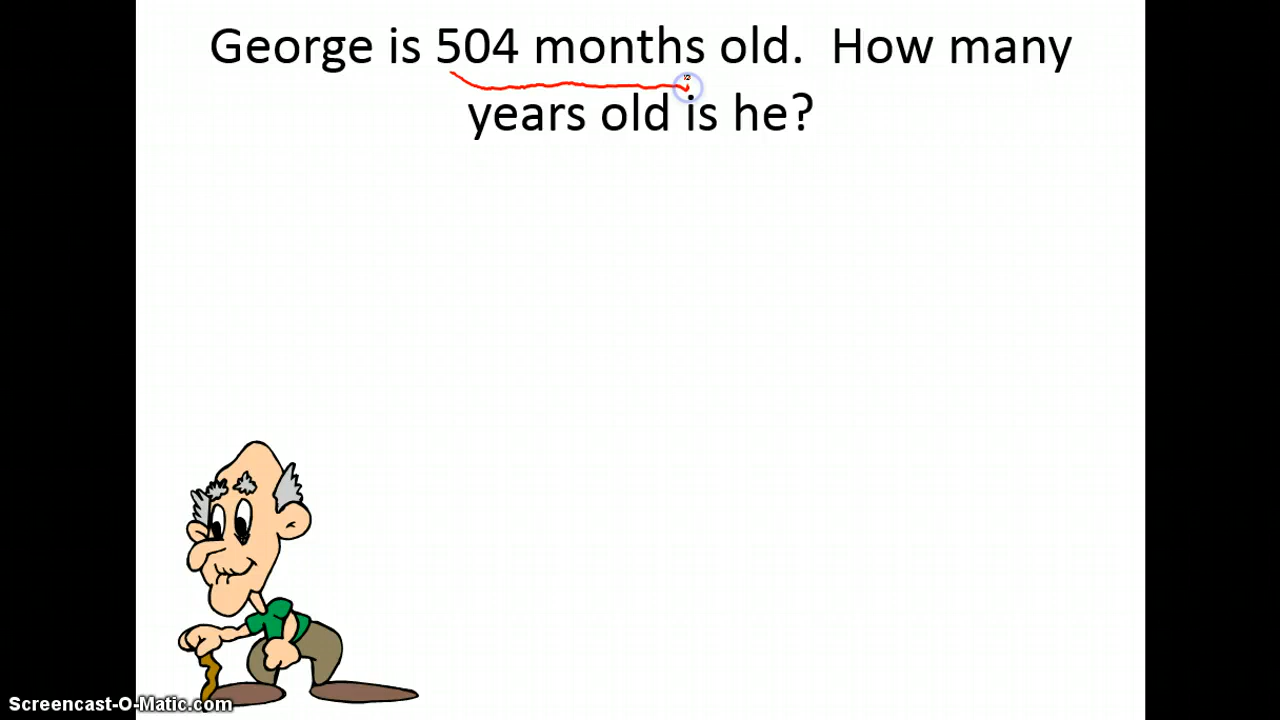 George is 504 months old. How many
years old is he?
Screencast-O-Matic.com